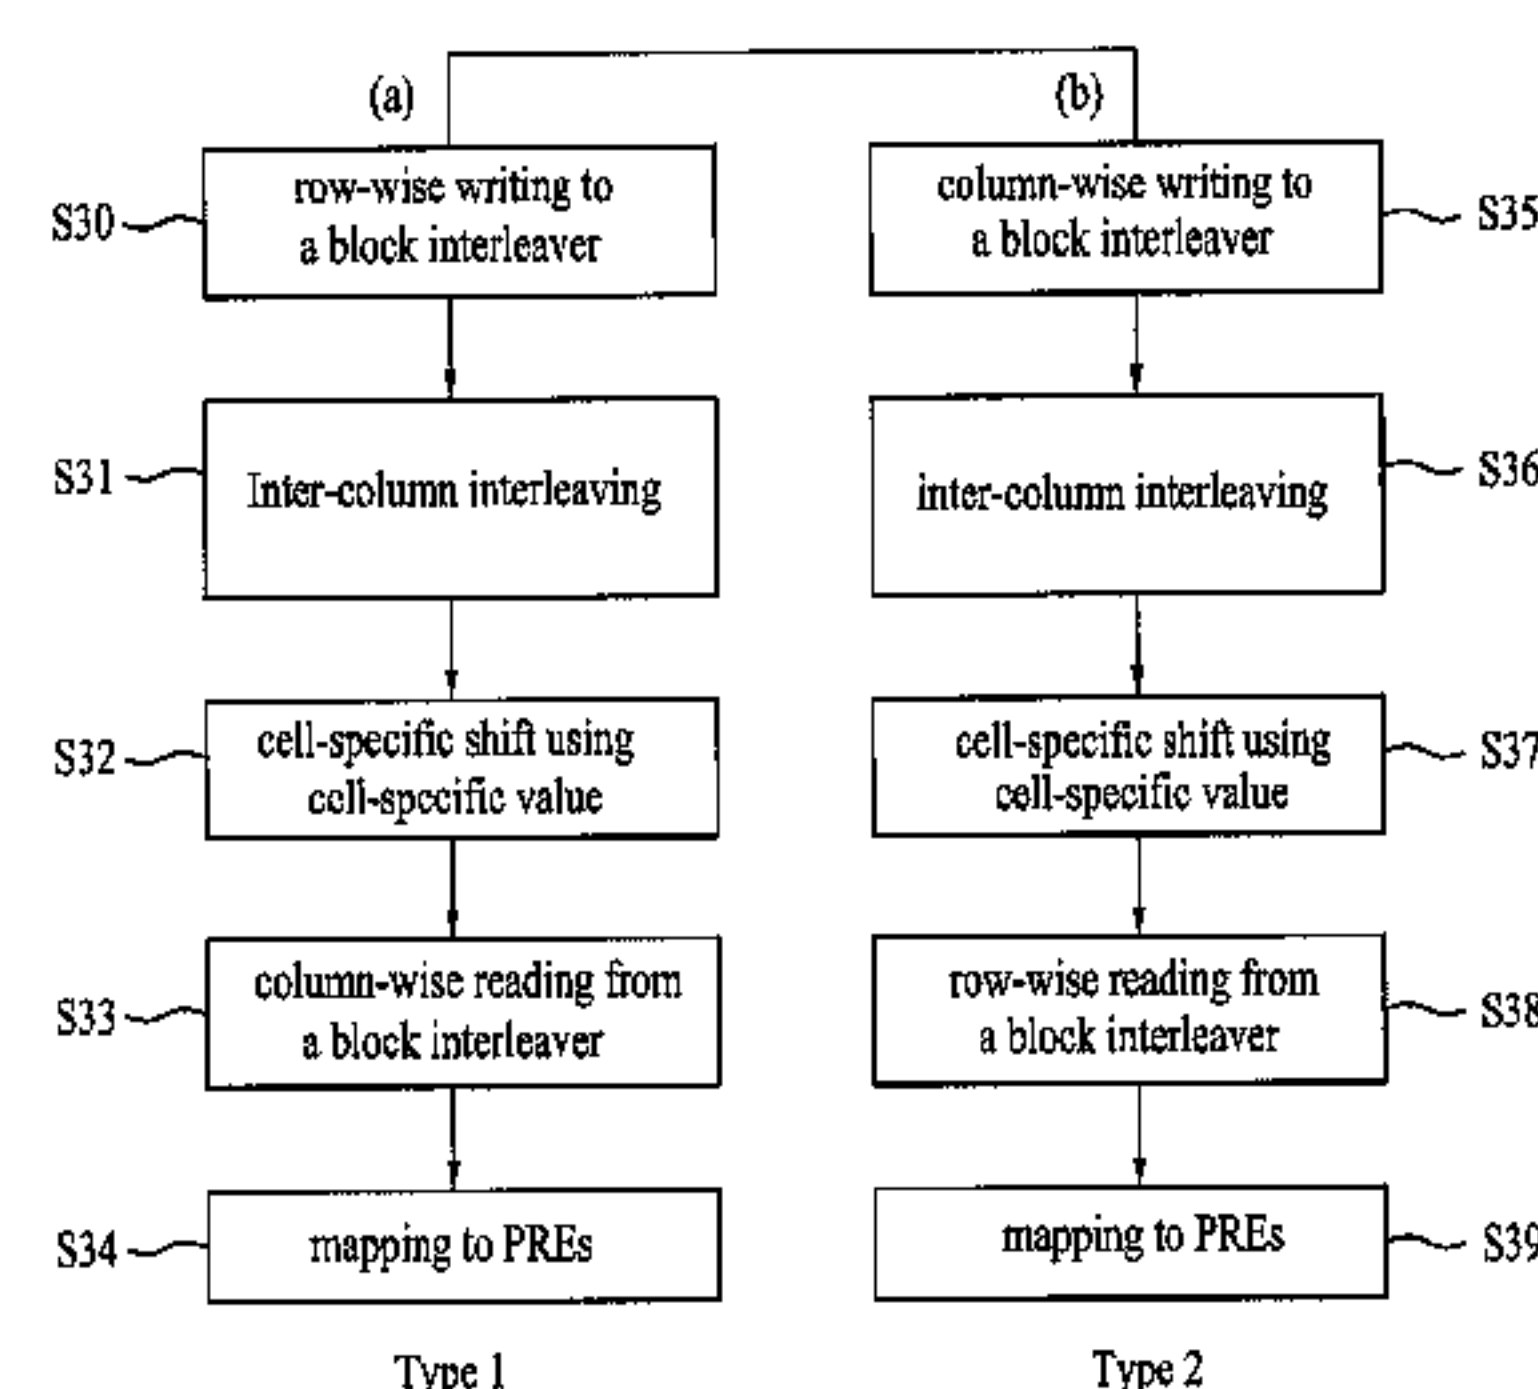 (a)
row-wise writing to
a block interleaver
S30
Inter-column interleaving
S31
cell-specific shift using
cell-specific value
S32
column-wise reading from
a block interleaver
S33
mapping to PREs
S34
Type 1
(b)
column-wise writing to
a block interleaver
S35
inter-column interleaving
S36
cell-specific shift using
cell-specific value
S37
row-wise reading from
a block interleaver
S38
mapping to PREs
S39
Type 2